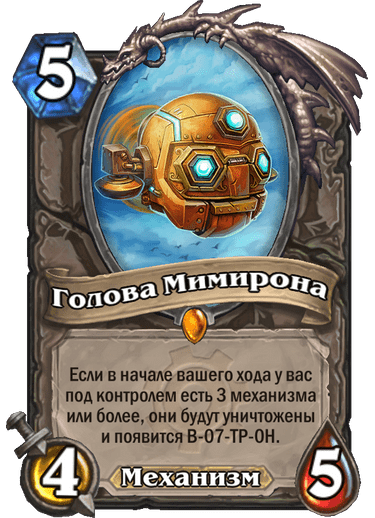 5
Голова Мимирона
Если в начале вашего хода у вас
под контролем есть 3 механизма
или более, они будут уничтожены
и появится В-07-ТР-ОН.
4
Механизм
5